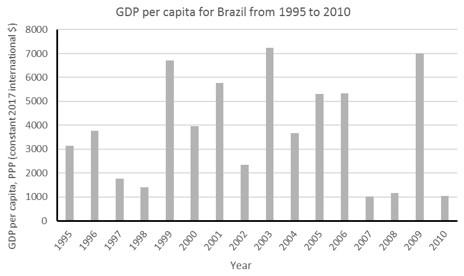 GDP per capita for Brazil from 1995 to 2010
GDP per capita, PPP (constant 2017 international $)
8000
7000
6000
5000
4000
3000
2000
1000
0
1995 1996 1997 1998 1999 2000 2001 2002 2003 2004 2005 2006 2007 2008 2009 2010
Year